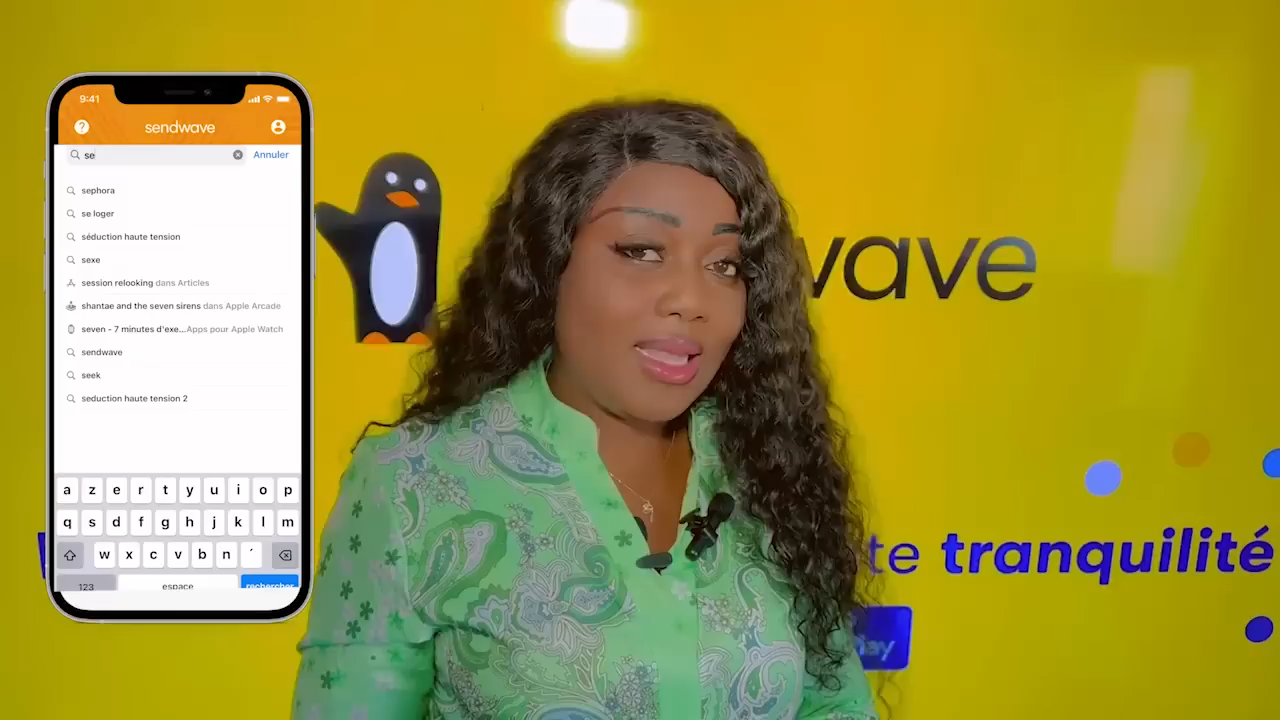 9:41
sendwave
se
Annuler
sephora
se loger
séduction haute tension
sexe
session relooking dans Articles
shantae and the seven sirens dans Apple Arcade
seven - 7 minutes d'exe...Apps pour Apple Watch
sendwave
seek
seduction haute tension 2
a z e r t y u i o p
q s d f g h j k l m
w x c v b n ´
123 espace rechercher
wave
te tranquilité